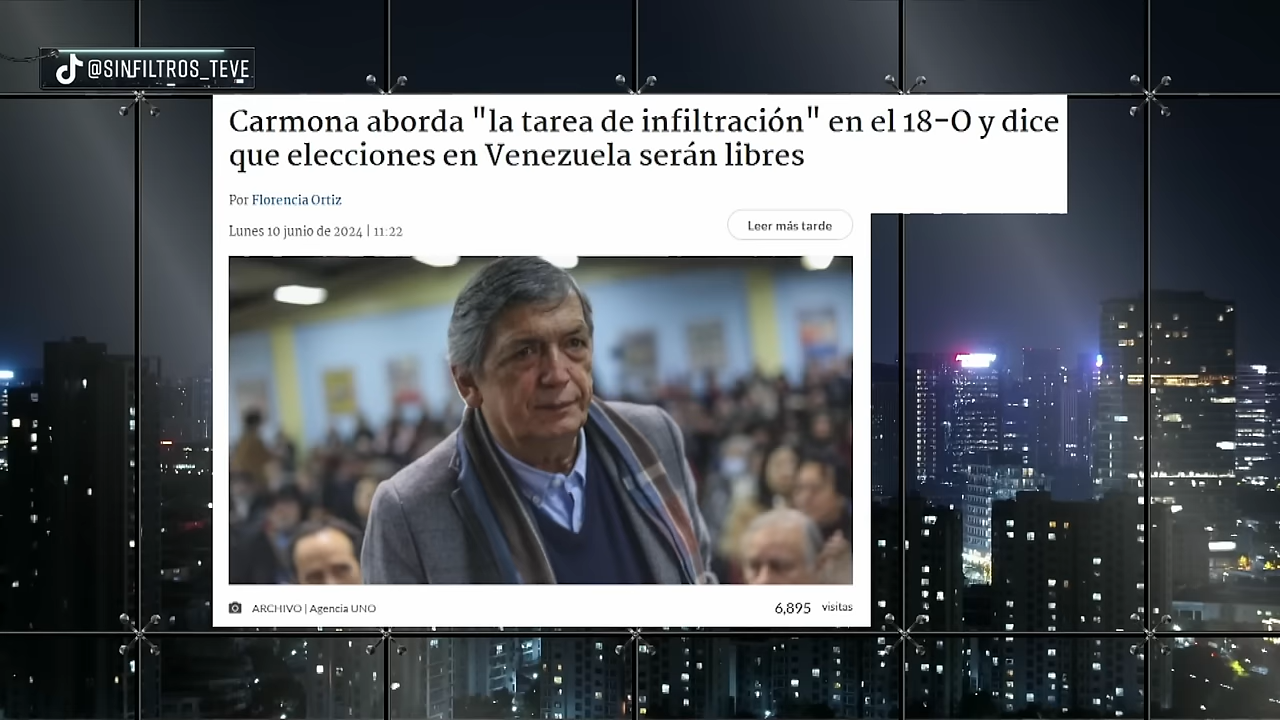 @SINFILTROS_TEVE
Carmona aborda "la tarea de infiltración" en el 18-O y dice
que elecciones en Venezuela serán libres
Por Florencia Ortiz
Lunes 10 junio de 2024 | 11:22
Leer más tarde
ARCHIVO | Agencia UNO
6,895 visitas